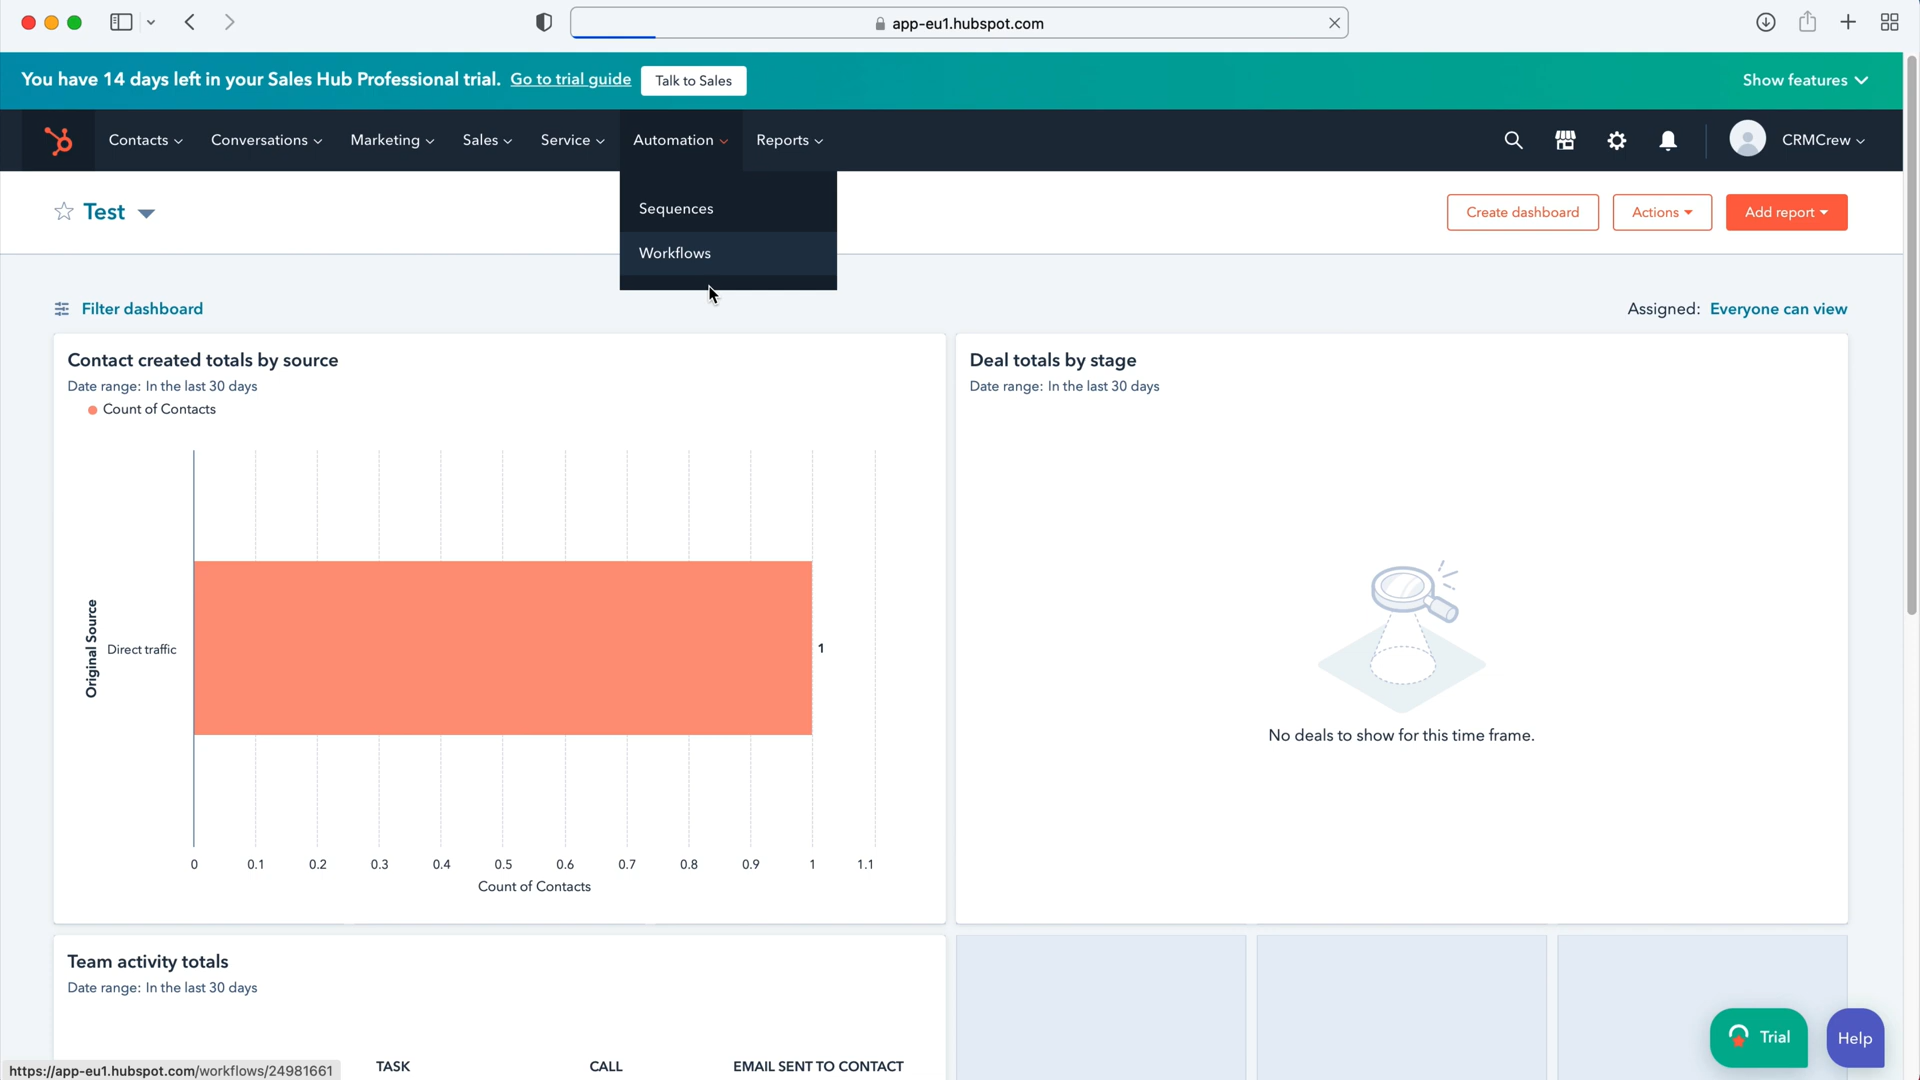 app-eu1.hubspot.com
You have 14 days left in your Sales Hub Professional trial. Go to trial guide Talk to Sales Show features
Contacts Conversations Marketing Sales Service Automation Reports CRMCrew
Sequences
Workflows
Test
Create dashboard Actions Add report
Filter dashboard
Assigned: Everyone can view
Contact created totals by source
Date range: In the last 30 days
Count of Contacts
Original Source
Direct traffic
1
0 0.1 0.2 0.3 0.4 0.5 0.6 0.7 0.8 0.9 1 1.1
Count of Contacts
Deal totals by stage
Date range: In the last 30 days
No deals to show for this time frame.
Team activity totals
Date range: In the last 30 days
TASK CALL EMAIL SENT TO CONTACT
Trial
Help
https://app-eu1.hubspot.com/workflows/24981661